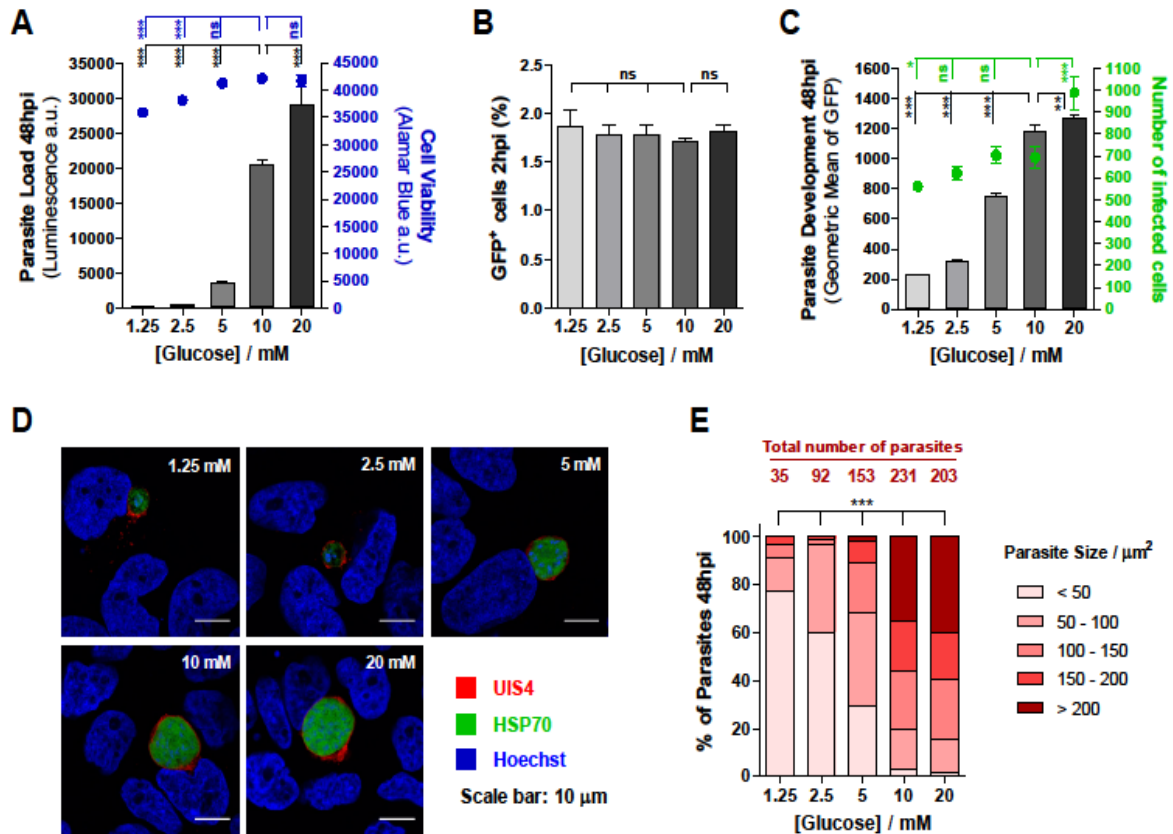 A
*** *** ns ns
*** *** *** ***
Parasite Load 48hpi
(Luminescence a.u.)
35000
30000
25000
20000
15000
10000
5000
0
45000
40000
35000
30000
25000
20000
15000
10000
5000
0
Cell Viability
(Alamar Blue a.u.)
1.25 2.5 5 10 20
[Glucose] / mM
B
ns ns
GFP+ cells 2hpi (%)
2.5
2.0
1.5
1.0
0.5
0.0
1.25 2.5 5 10 20
[Glucose] / mM
C
* ns ns ***
*** *** *** **
Parasite Development 48hpi
(Geometric Mean of GFP)
1600
1400
1200
1000
800
600
400
200
0
1100
1000
900
800
700
600
500
400
300
200
100
0
Number of infected cells
1.25 2.5 5 10 20
[Glucose] / mM
D
1.25 mM
2.5 mM
5 mM
10 mM
20 mM
UIS4
HSP70
Hoechst
Scale bar: 10 μm
E
Total number of parasites
35 92 153 231 203
***
% of Parasites 48hpi
100
80
60
40
20
0
1.25 2.5 5 10 20
[Glucose] / mM
Parasite Size / μm²
< 50
50 - 100
100 - 150
150 - 200
> 200